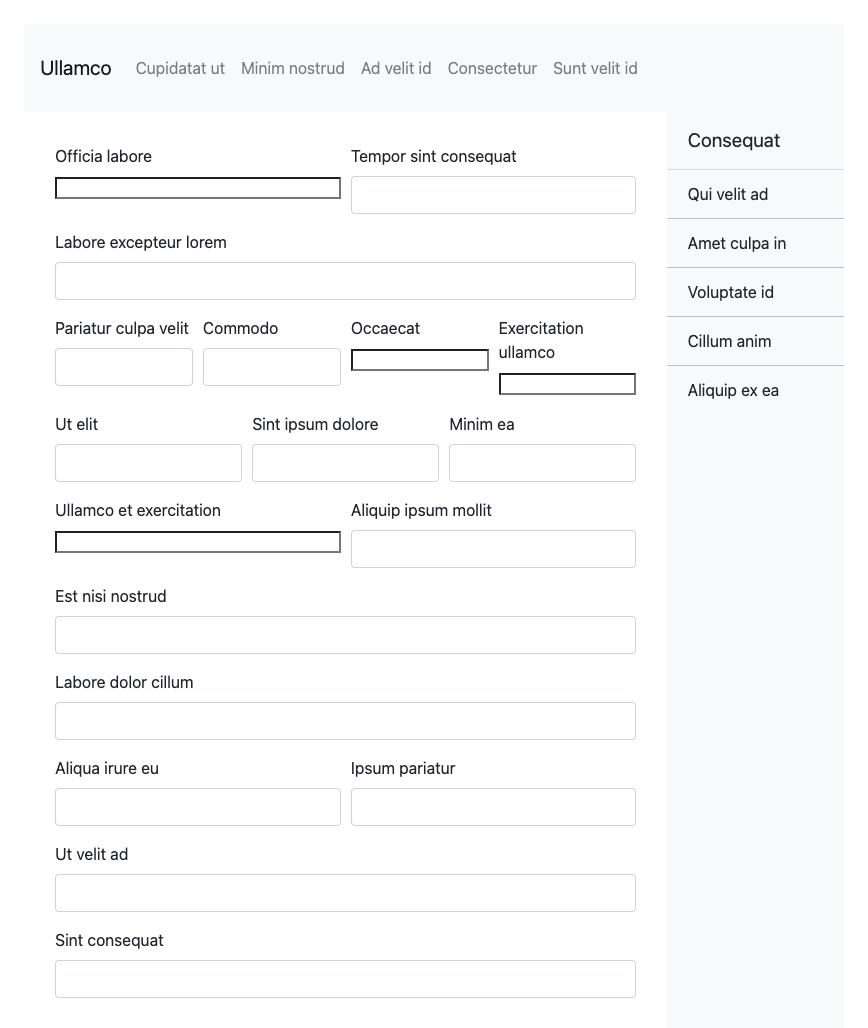 Ullamco
Cupidatat ut
Minim nostrud
Ad velit id
Consectetur
Sunt velit id
Officia labore
Tempor sint consequat
Labore excepteur lorem
Pariatur culpa velit
Commodo
Occaecat
Exercitation
ullamco
Ut elit
Sint ipsum dolore
Minim ea
Ullamco et exercitation
Aliquip ipsum mollit
Est nisi nostrud
Labore dolor cillum
Aliqua irure eu
Ipsum pariatur
Ut velit ad
Sint consequat
Consequat
Qui velit ad
Amet culpa in
Voluptate id
Cillum anim
Aliquip ex ea